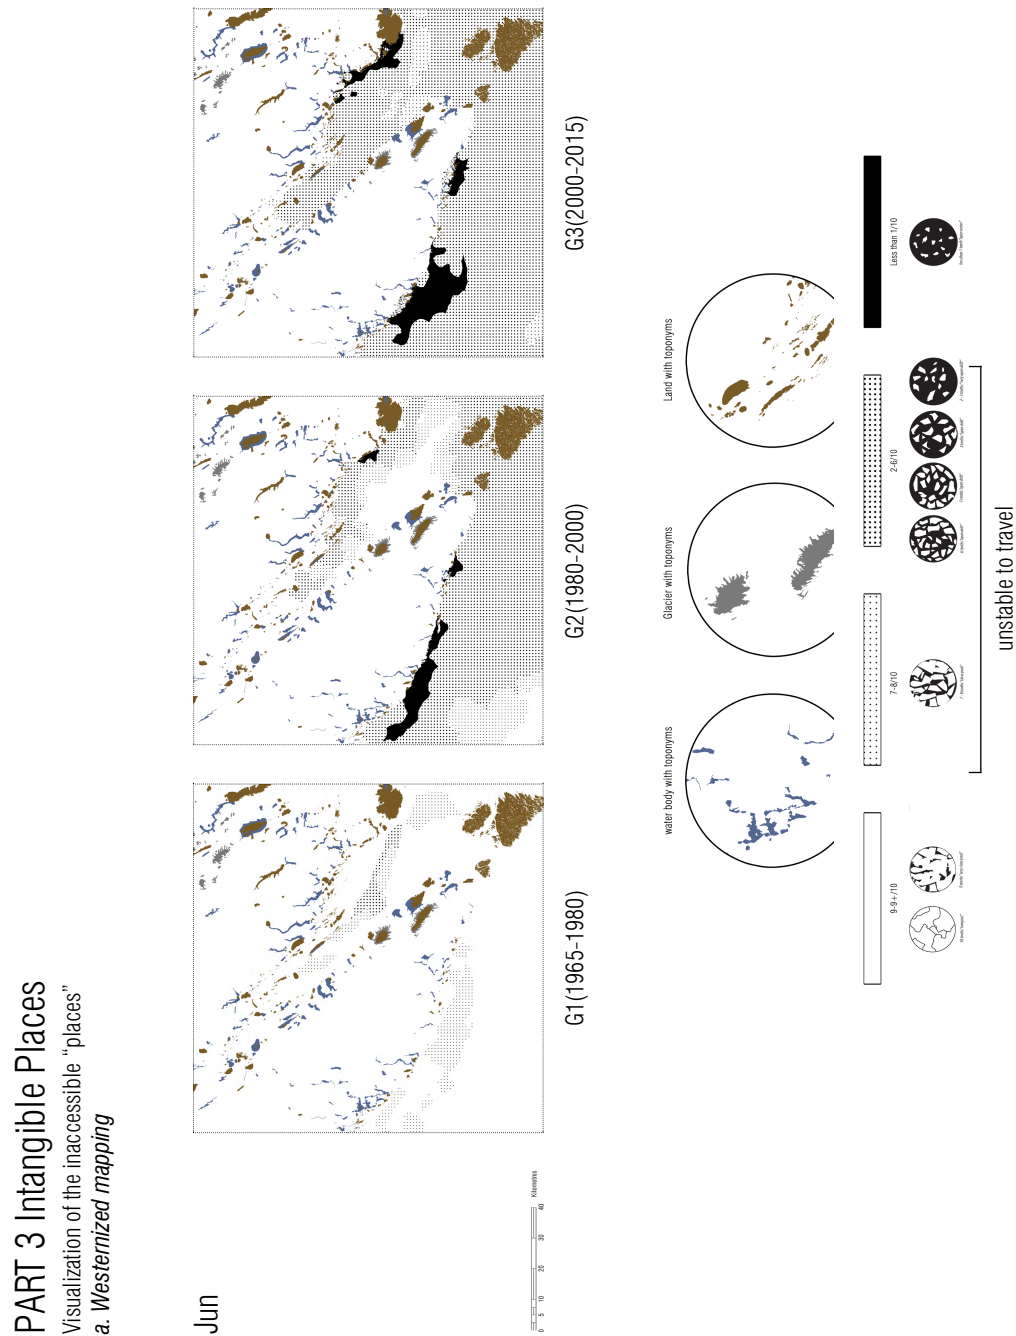 PART 3 Intangible Places
Visualization of the inaccessible “places”
a. Westernized mapping
Jun
G1(1965-1980)
G2(1980-2000)
G3(2000-2015)
0 5 10 20 30 40
Kilometres
water body with toponyms
Glacier with toponyms
Land with toponyms
9-9+/10
7-8/10
2-6/10
Less than 1/10
unstable to travel